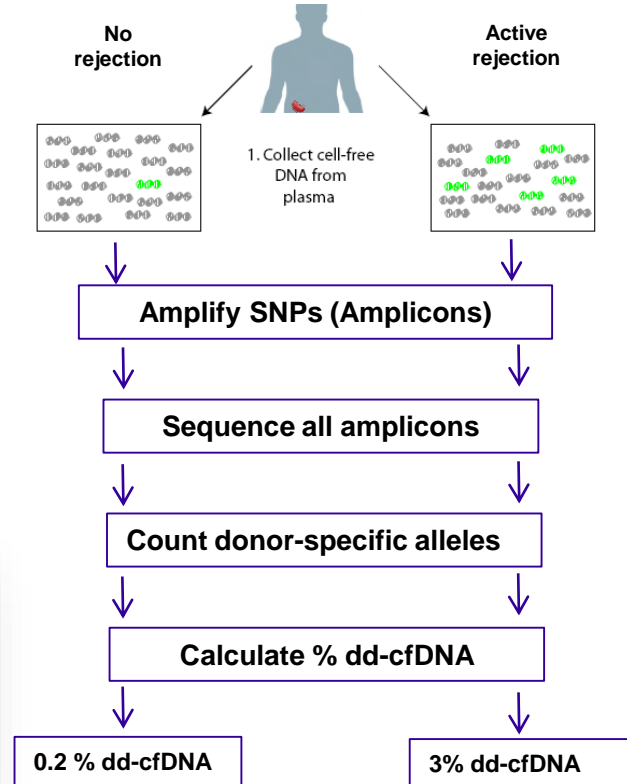 No
rejection
Active
rejection
1. Collect cell-free
DNA from
plasma
Amplify SNPs (Amplicons)
Sequence all amplicons
Count donor-specific alleles
Calculate % dd-cfDNA
0.2 % dd-cfDNA
3% dd-cfDNA